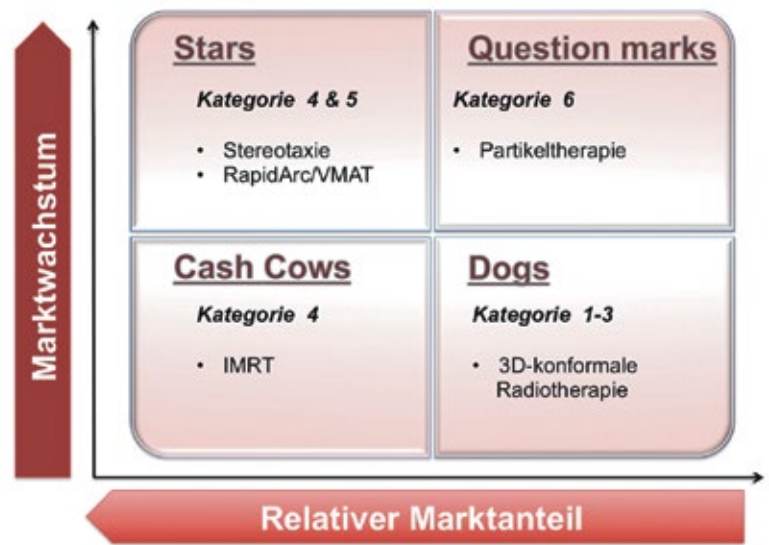 Marktwachstum
Stars
Kategorie 4 & 5
• Stereotaxie
• RapidArc/VMAT
Question marks
Kategorie 6
• Partikeltherapie
Cash Cows
Kategorie 4
• IMRT
Dogs
Kategorie 1-3
• 3D-konformale
Radiotherapie
Relativer Marktanteil